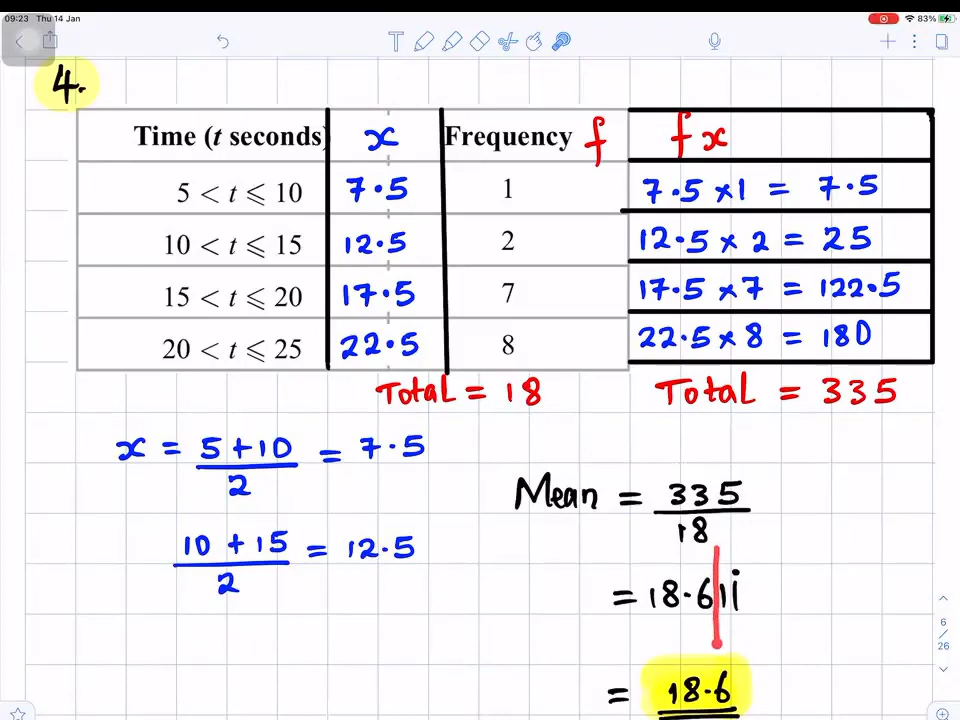 09:23 Thu 14 Jan 83%
T
4.
Time (t seconds) x Frequency f fx
5 < t ⩽ 10 7.5 1 7.5 × 1 = 7.5
10 < t ⩽ 15 12.5 2 12.5 × 2 = 25
15 < t ⩽ 20 17.5 7 17.5 × 7 = 122.5
20 < t ⩽ 25 22.5 8 22.5 × 8 = 180
Total = 18 Total = 335
x = 5 + 10 / 2 = 7.5
10 + 15 / 2 = 12.5
Mean = 335 / 18
= 18.61i
= 18.6
6
/
26